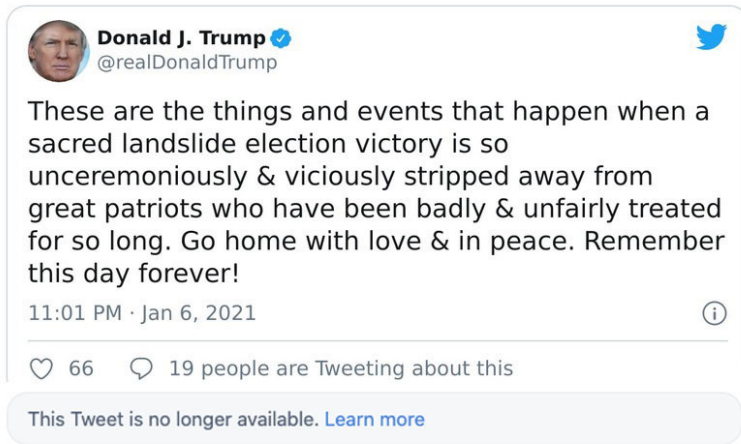 Donald J. Trump
@realDonaldTrump
These are the things and events that happen when a
sacred landslide election victory is so
unceremoniously & viciously stripped away from
great patriots who have been badly & unfairly treated
for so long. Go home with love & in peace. Remember
this day forever!
11:01 PM · Jan 6, 2021
66 19 people are Tweeting about this
This Tweet is no longer available. Learn more